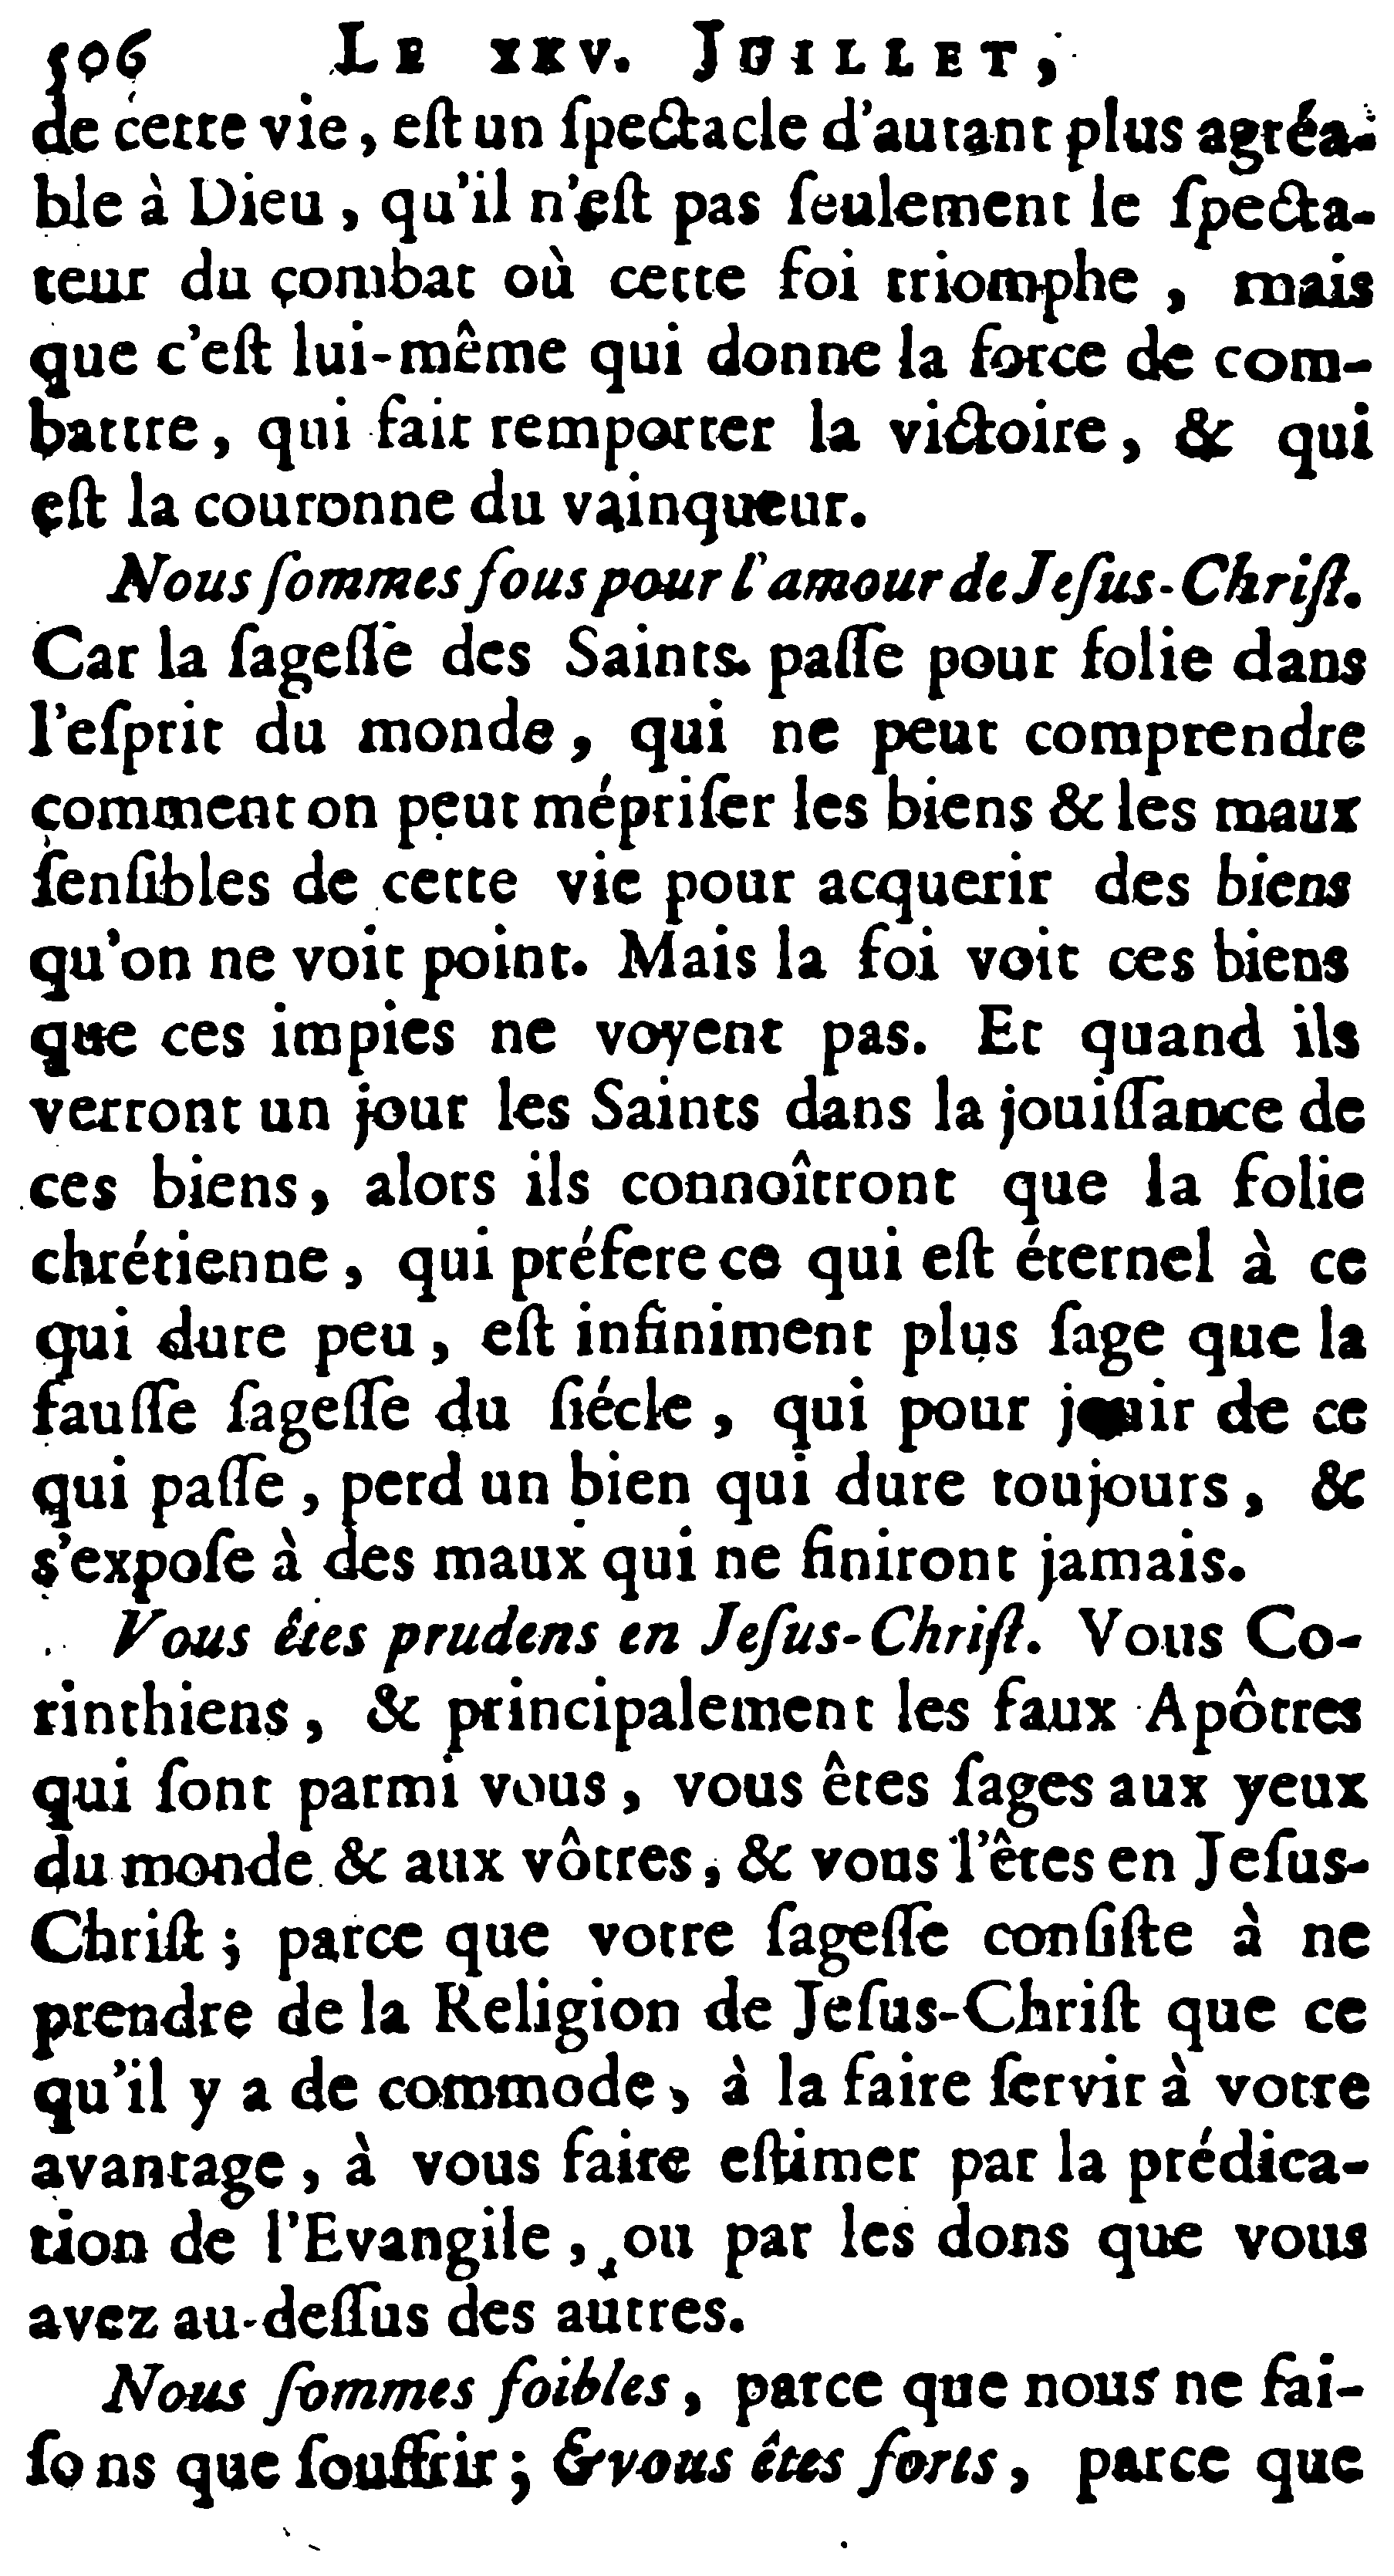 506 LE XXV. JUILLET,
de cette vie, eſt un ſpectacle d'autant plus agréa-
ble à Dieu, qu'il n'eſt pas ſeulement le ſpecta-
teur du combat où cette foi triomphe, mais
que c'eſt lui-même qui donne la force de com-
battre, qui fait remporter la victoire, & qui
eſt la couronne du vainqueur.
Nous ſommes fous pour l'amour de Jeſus-Chriſt.
Car la ſageſſe des Saints paſſe pour folie dans
l'eſprit du monde, qui ne peut comprendre
comment on peut mépriſer les biens & les maux
ſenſibles de cette vie pour acquerir des biens
qu'on ne voit point. Mais la foi voit ces biens
que ces impies ne voyent pas. Et quand ils
verront un jour les Saints dans la jouiſſance de
ces biens, alors ils connoîtront que la folie
chrétienne, qui préfere ce qui eſt éternel à ce
qui dure peu, eſt infiniment plus ſage que la
fauſſe ſageſſe du ſiécle, qui pour jouir de ce
qui paſſe, perd un bien qui dure toujours, &
s'expoſe à des maux qui ne finiront jamais.
Vous êtes prudens en Jeſus-Chriſt. Vous Co-
rinthiens, & principalement les faux Apôtres
qui ſont parmi vous, vous êtes ſages aux yeux
du monde & aux vôtres, & vous l'êtes en Jeſus-
Chriſt; parce que votre ſageſſe conſiſte à ne
prendre de la Religion de Jeſus-Chriſt que ce
qu'il y a de commode, à la faire ſervir à votre
avantage, à vous faire eſtimer par la prédica-
tion de l'Evangile, ou par les dons que vous
avez au-deſſus des autres.
Nous ſommes foibles, parce que nous ne fai-
ſons que ſouffrir; & vous êtes forts, parce que